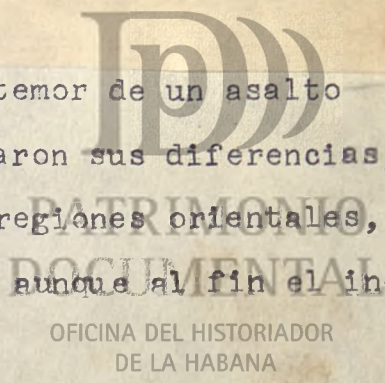 temor de un asalto
aron sus diferencias
regiones orientales,
aunque al fin el in
PATRIMONIO
DOCUMENTAL
OFICINA DEL HISTORIADOR
DE LA HABANA